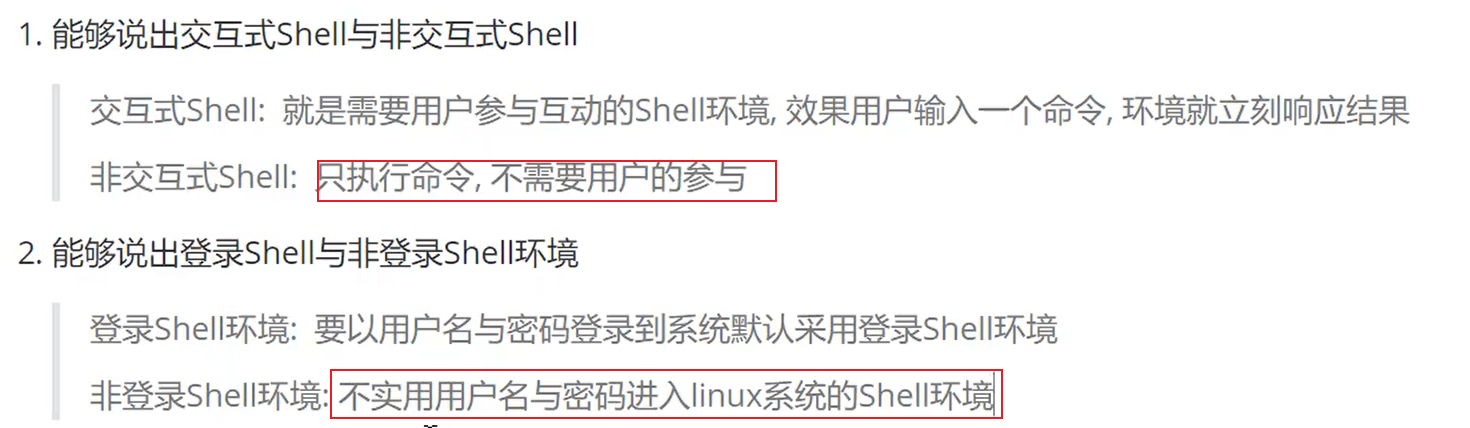 1. 能够说出交互式Shell与非交互式Shell
交互式Shell: 就是需要用户参与互动的Shell环境, 效果用户输入一个命令, 环境就立刻响应结果
非交互式Shell: 只执行命令, 不需要用户的参与
2. 能够说出登录Shell与非登录Shell环境
登录Shell环境: 要以用户名与密码登录到系统默认采用登录Shell环境
非登录Shell环境: 不实用用户名与密码进入linux系统的Shell环境